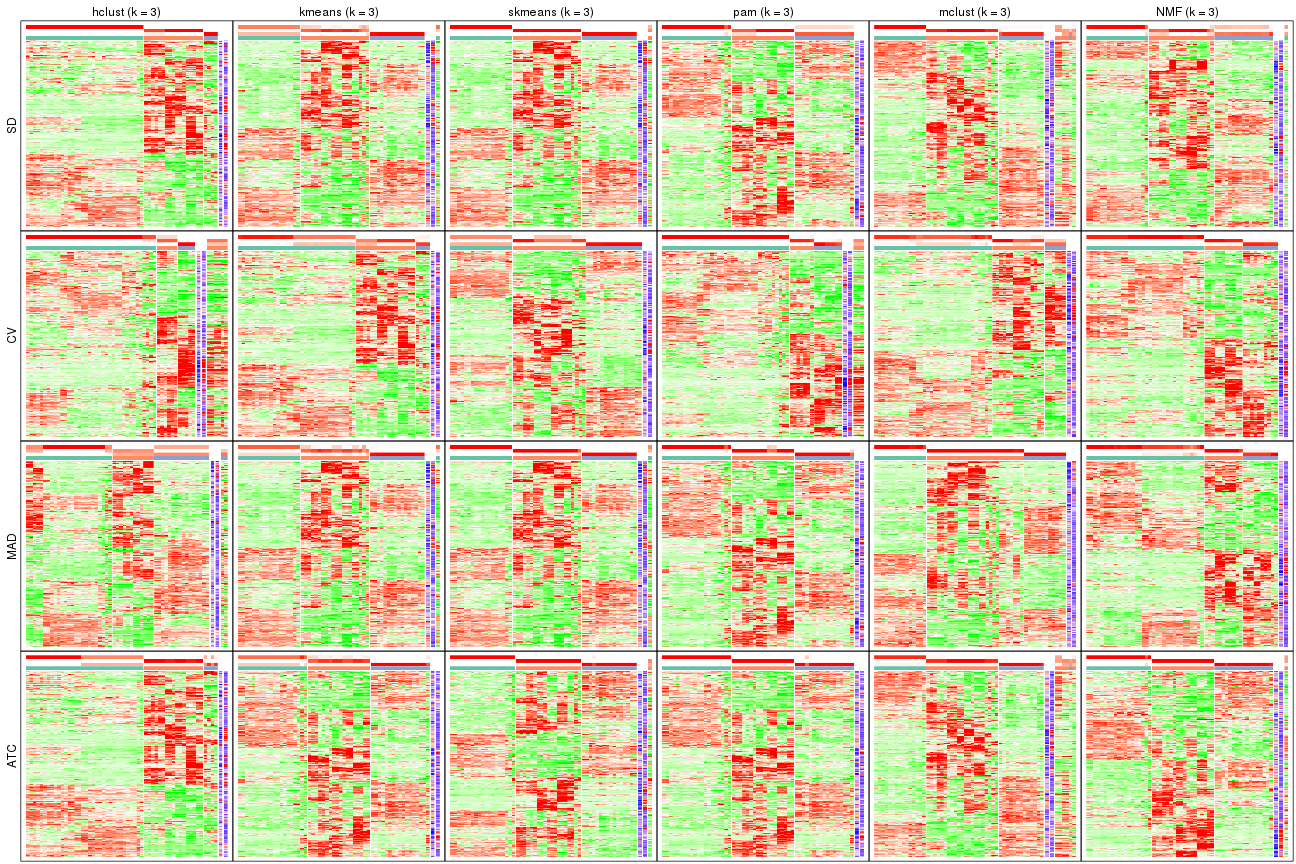 hclust (k = 3) kmeans (k = 3) skmeans (k = 3) pam (k = 3) mclust (k = 3) NMF (k = 3)
SD
CV
MAD
ATC